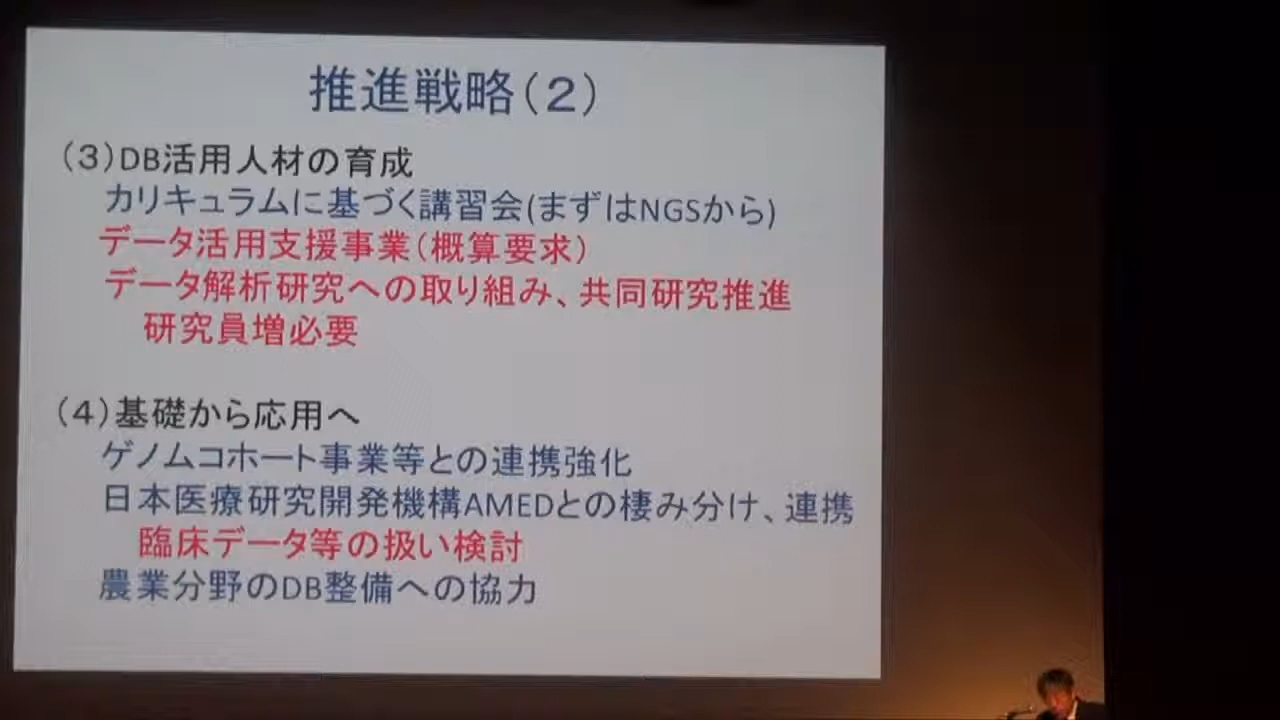 推進戦略(2)
(3)DB活用人材の育成
カリキュラムに基づく講習会(まずはNGSから)
データ活用支援事業(概算要求)
データ解析研究への取り組み、共同研究推進
研究員増必要
(4)基礎から応用へ
ゲノムコホート事業等との連携強化
日本医療研究開発機構AMEDとの棲み分け、連携
臨床データ等の扱い検討
農業分野のDB整備への協力